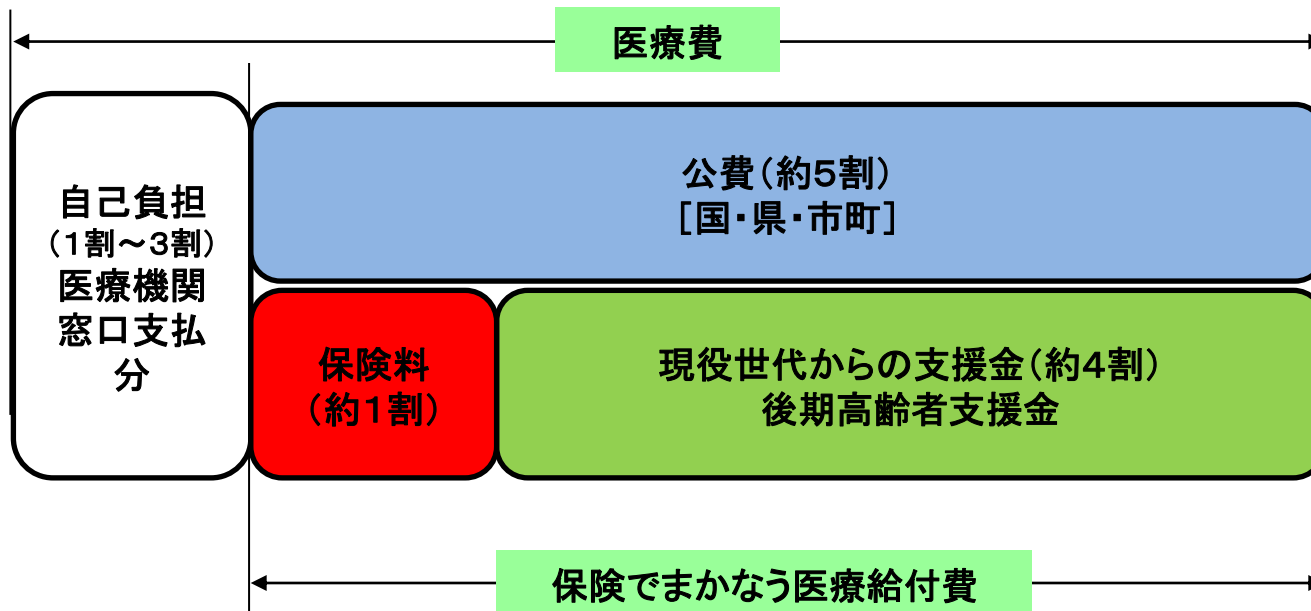 医療費
自己負担
（１割～３割）
医療機関
窓口支払
分
公費（約５割）
［国・県・市町］
保険料
（約１割）
現役世代からの支援金（約４割）
後期高齢者支援金
保険でまかなう医療給付費